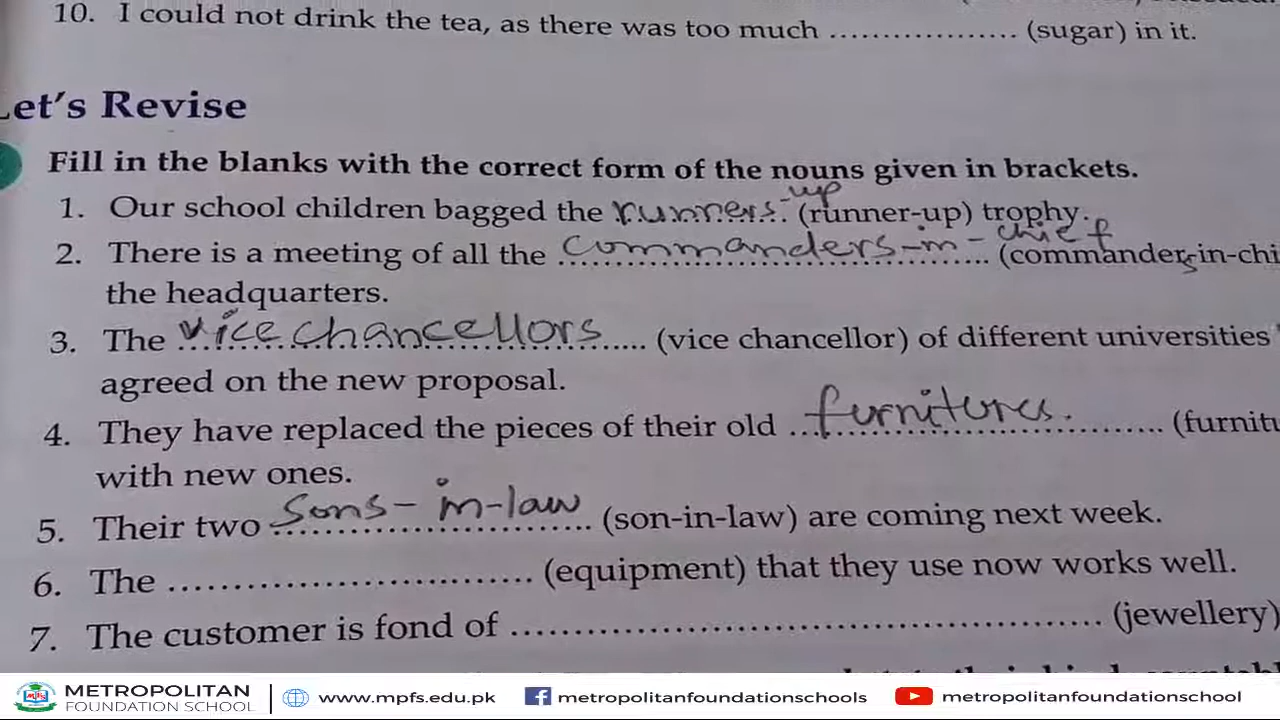 10. I could not drink the tea, as there was too much .................. (sugar) in it.
Let's Revise
Fill in the blanks with the correct form of the nouns given in brackets.
1. Our school children bagged the runners-up (runner-up) trophy.
2. There is a meeting of all the commanders-in-chief (commander-in-chi
the headquarters.
3. The vice chancellors (vice chancellor) of different universities
agreed on the new proposal.
4. They have replaced the pieces of their old furnitures. (furnitu
with new ones.
5. Their two Sons-in-law (son-in-law) are coming next week.
6. The .................................. (equipment) that they use now works well.
7. The customer is fond of .................................................... (jewellery)
METROPOLITAN
FOUNDATION SCHOOL
www.mpfs.edu.pk
metropolitanfoundationschools
metropolitanfoundationschool